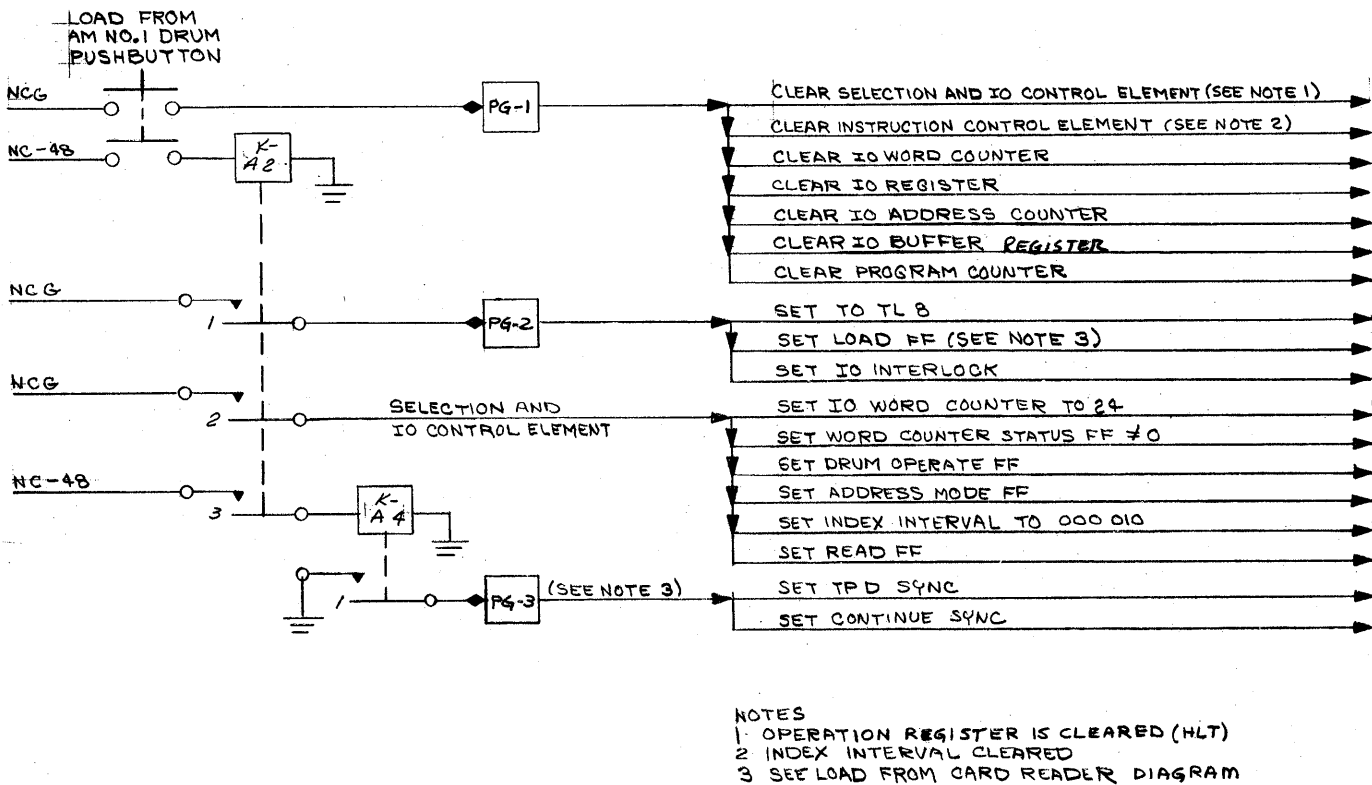 LOAD FROM
AM NO.1 DRUM
PUSHBUTTON
NCG
PG-1
CLEAR SELECTION AND IO CONTROL ELEMENT (SEE NOTE 1)
CLEAR INSTRUCTION CONTROL ELEMENT (SEE NOTE 2)
NC-48
K-
A2
CLEAR IO WORD COUNTER
CLEAR IO REGISTER
CLEAR IO ADDRESS COUNTER
CLEAR IO BUFFER REGISTER
CLEAR PROGRAM COUNTER
NCG
1
PG-2
SET TO TL 8
SET LOAD FF (SEE NOTE 3)
SET IO INTERLOCK
NCG
2
SELECTION AND
IO CONTROL ELEMENT
SET IO WORD COUNTER TO 24
SET WORD COUNTER STATUS FF ≠0
SET DRUM OPERATE FF
SET ADDRESS MODE FF
SET INDEX INTERVAL TO 000 010
SET READ FF
NC-48
3
K-
A4
1
PG-3
(SEE NOTE 3)
SET TPD SYNC
SET CONTINUE SYNC
NOTES
1. OPERATION REGISTER IS CLEARED (HLT)
2 INDEX INTERVAL CLEARED
3 SEE LOAD FROM CARD READER DIAGRAM